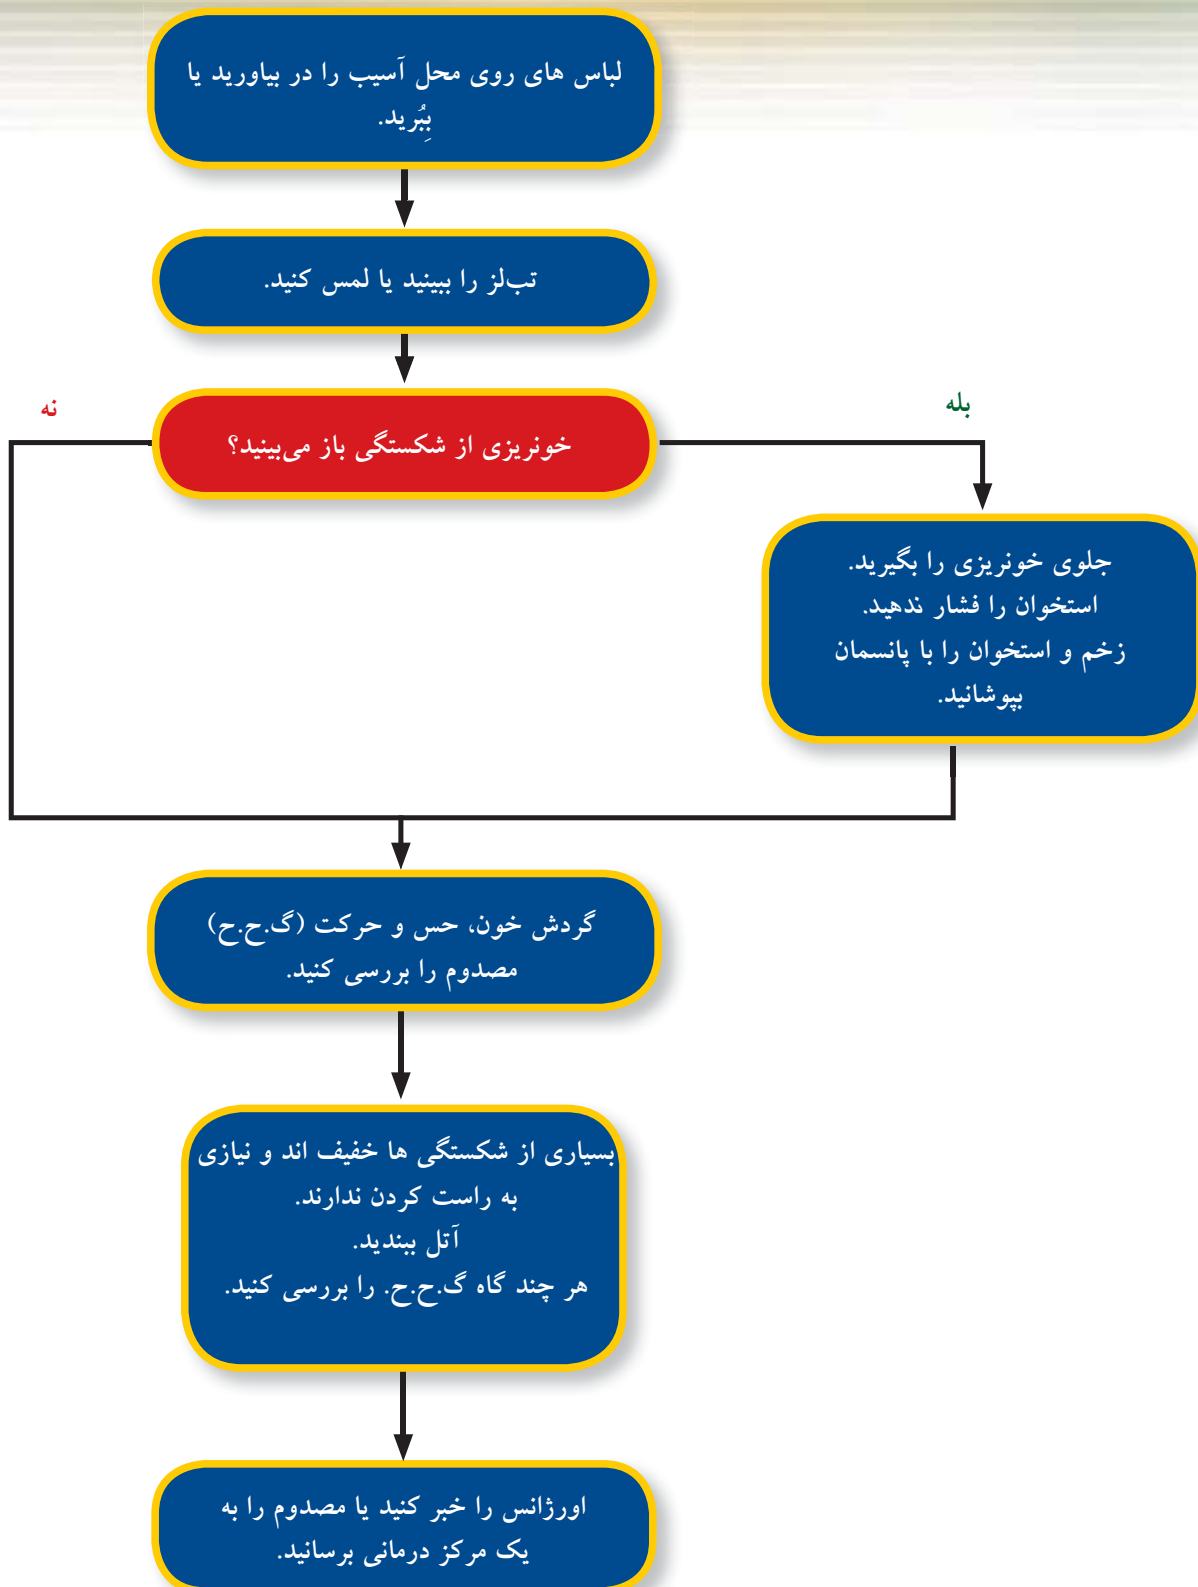 لباس های روی محل آسیب را در بیاورید یا
بِبُرید.
تب‌لز را ببینید یا لمس کنید.
نه
بله
خونریزی از شکستگی باز می‌بینید؟
جلوی خونریزی را بگیرید.
استخوان را فشار ندهید.
زخم و استخوان را با پانسمان
بپوشانید.
گردش خون، حس و حرکت (گ.ح.ح)
مصدوم را بررسی کنید.
بسیاری از شکستگی ها خفیف اند و نیازی
به راست کردن ندارند.
آتل ببندید.
هر چند گاه گ.ح.ح. را بررسی کنید.
اورژانس را خبر کنید یا مصدوم را به
یک مرکز درمانی برسانید.